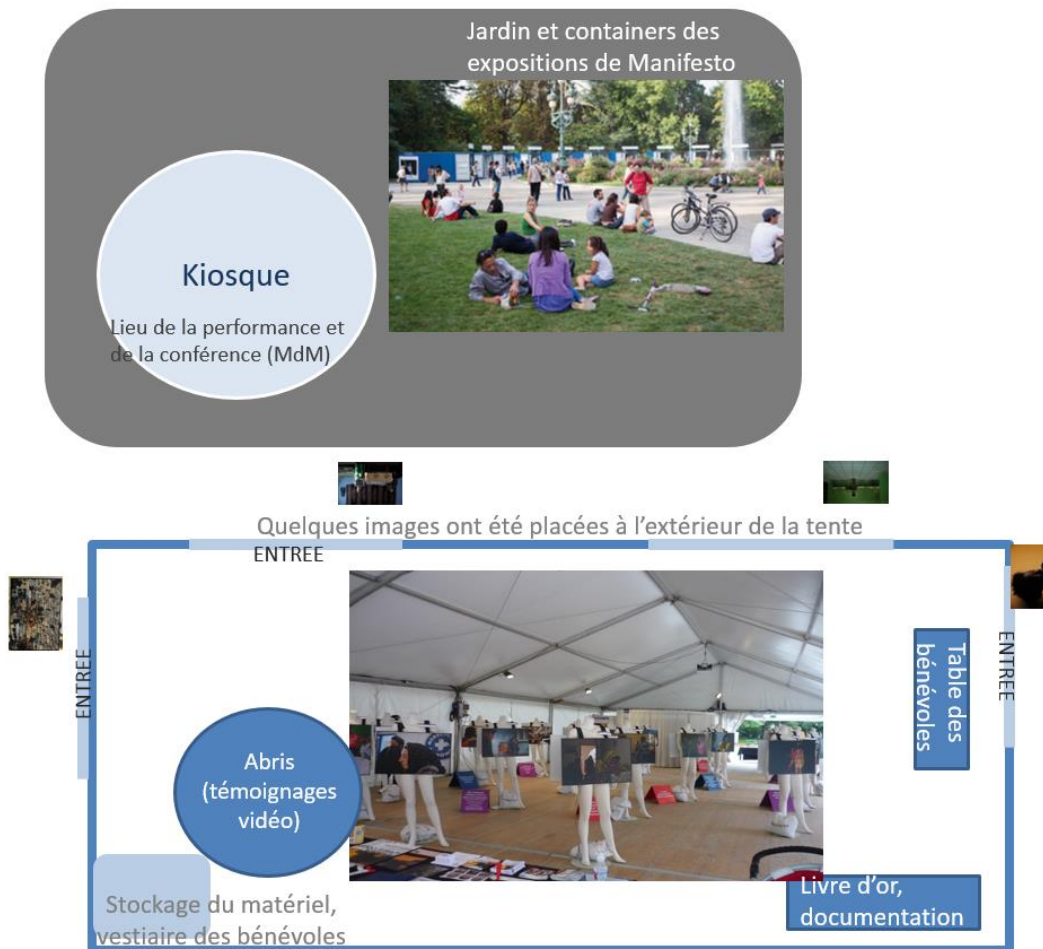 Jardin et containers des
expositions de Manifesto
Kiosque
Lieu de la performance et
de la conférence (MdM)
Quelques images ont été placées à l'extérieur de la tente
ENTREE
ENTREE
ENTREE
Table des
bénévoles
Abris
(témoignages
vidéo)
Livre d'or,
documentation
Stockage du matériel,
vestiaire des bénévoles